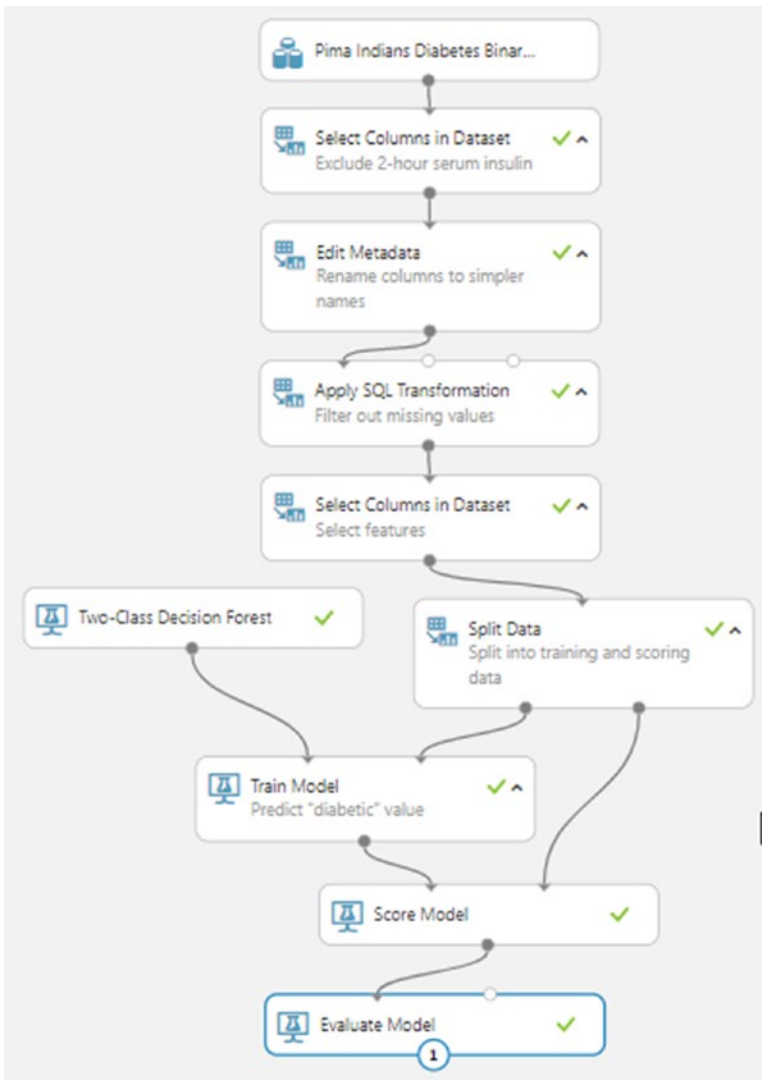 Pima Indians Diabetes Binar...
Select Columns in Dataset
Exclude 2-hour serum insulin
Edit Metadata
Rename columns to simpler
names
Apply SQL Transformation
Filter out missing values
Select Columns in Dataset
Select features
Two-Class Decision Forest
Split Data
Split into training and scoring
data
Train Model
Predict "diabetic" value
Score Model
Evaluate Model
1